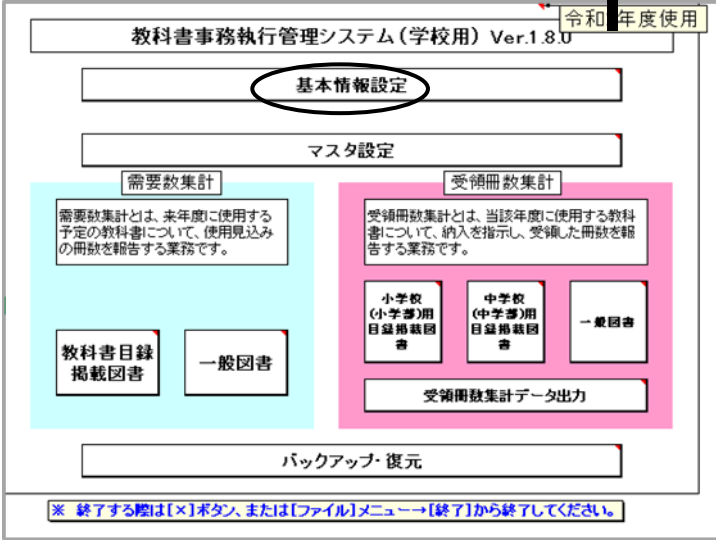 令和 年度使用
教科書事務執行管理システム(学校用) Ver.1.8.0
基本情報設定
マスタ設定
需要数集計
需要数集計とは、来年度に使用する
予定の教科書について、使用見込み
の冊数を報告する業務です。
教科書目録
掲載図書
一般図書
受領冊数集計
受領冊数集計とは、当該年度に使用する教科
書について、納入を指示し、受領した冊数を報
告する業務です。
小学校
(小学部)用
目録掲載図
書
中学校
(中学部)用
目録掲載図
書
一般図書
受領冊数集計データ出力
バックアップ・復元
※ 終了する際は[×]ボタン、または[ファイル]メニュー→[終了]から終了してください。